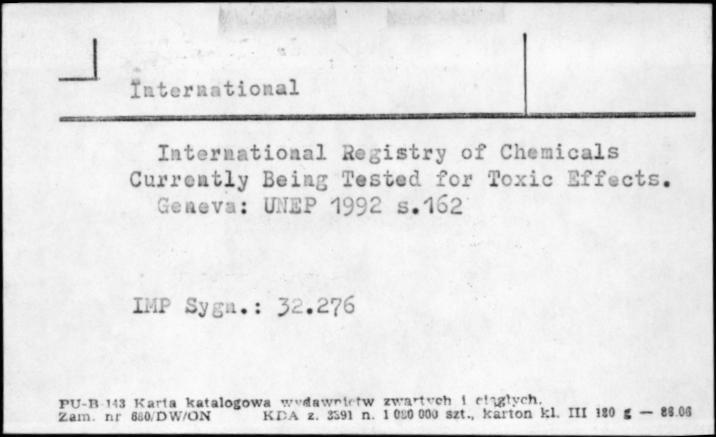 International
International Registry of Chemicals
Currently Being Tested for Toxic Effects.
Geneva: UNEP 1992 s.162
IMP Sygn.: 32.276
PU-B-143 Karta katalogowa wydawnictw zwartych i ciągłych.
Zam. nr 680/DW/ON KDA z. 3391 n. 1 080 000 szt., karton kl. III 180 g — 88.06